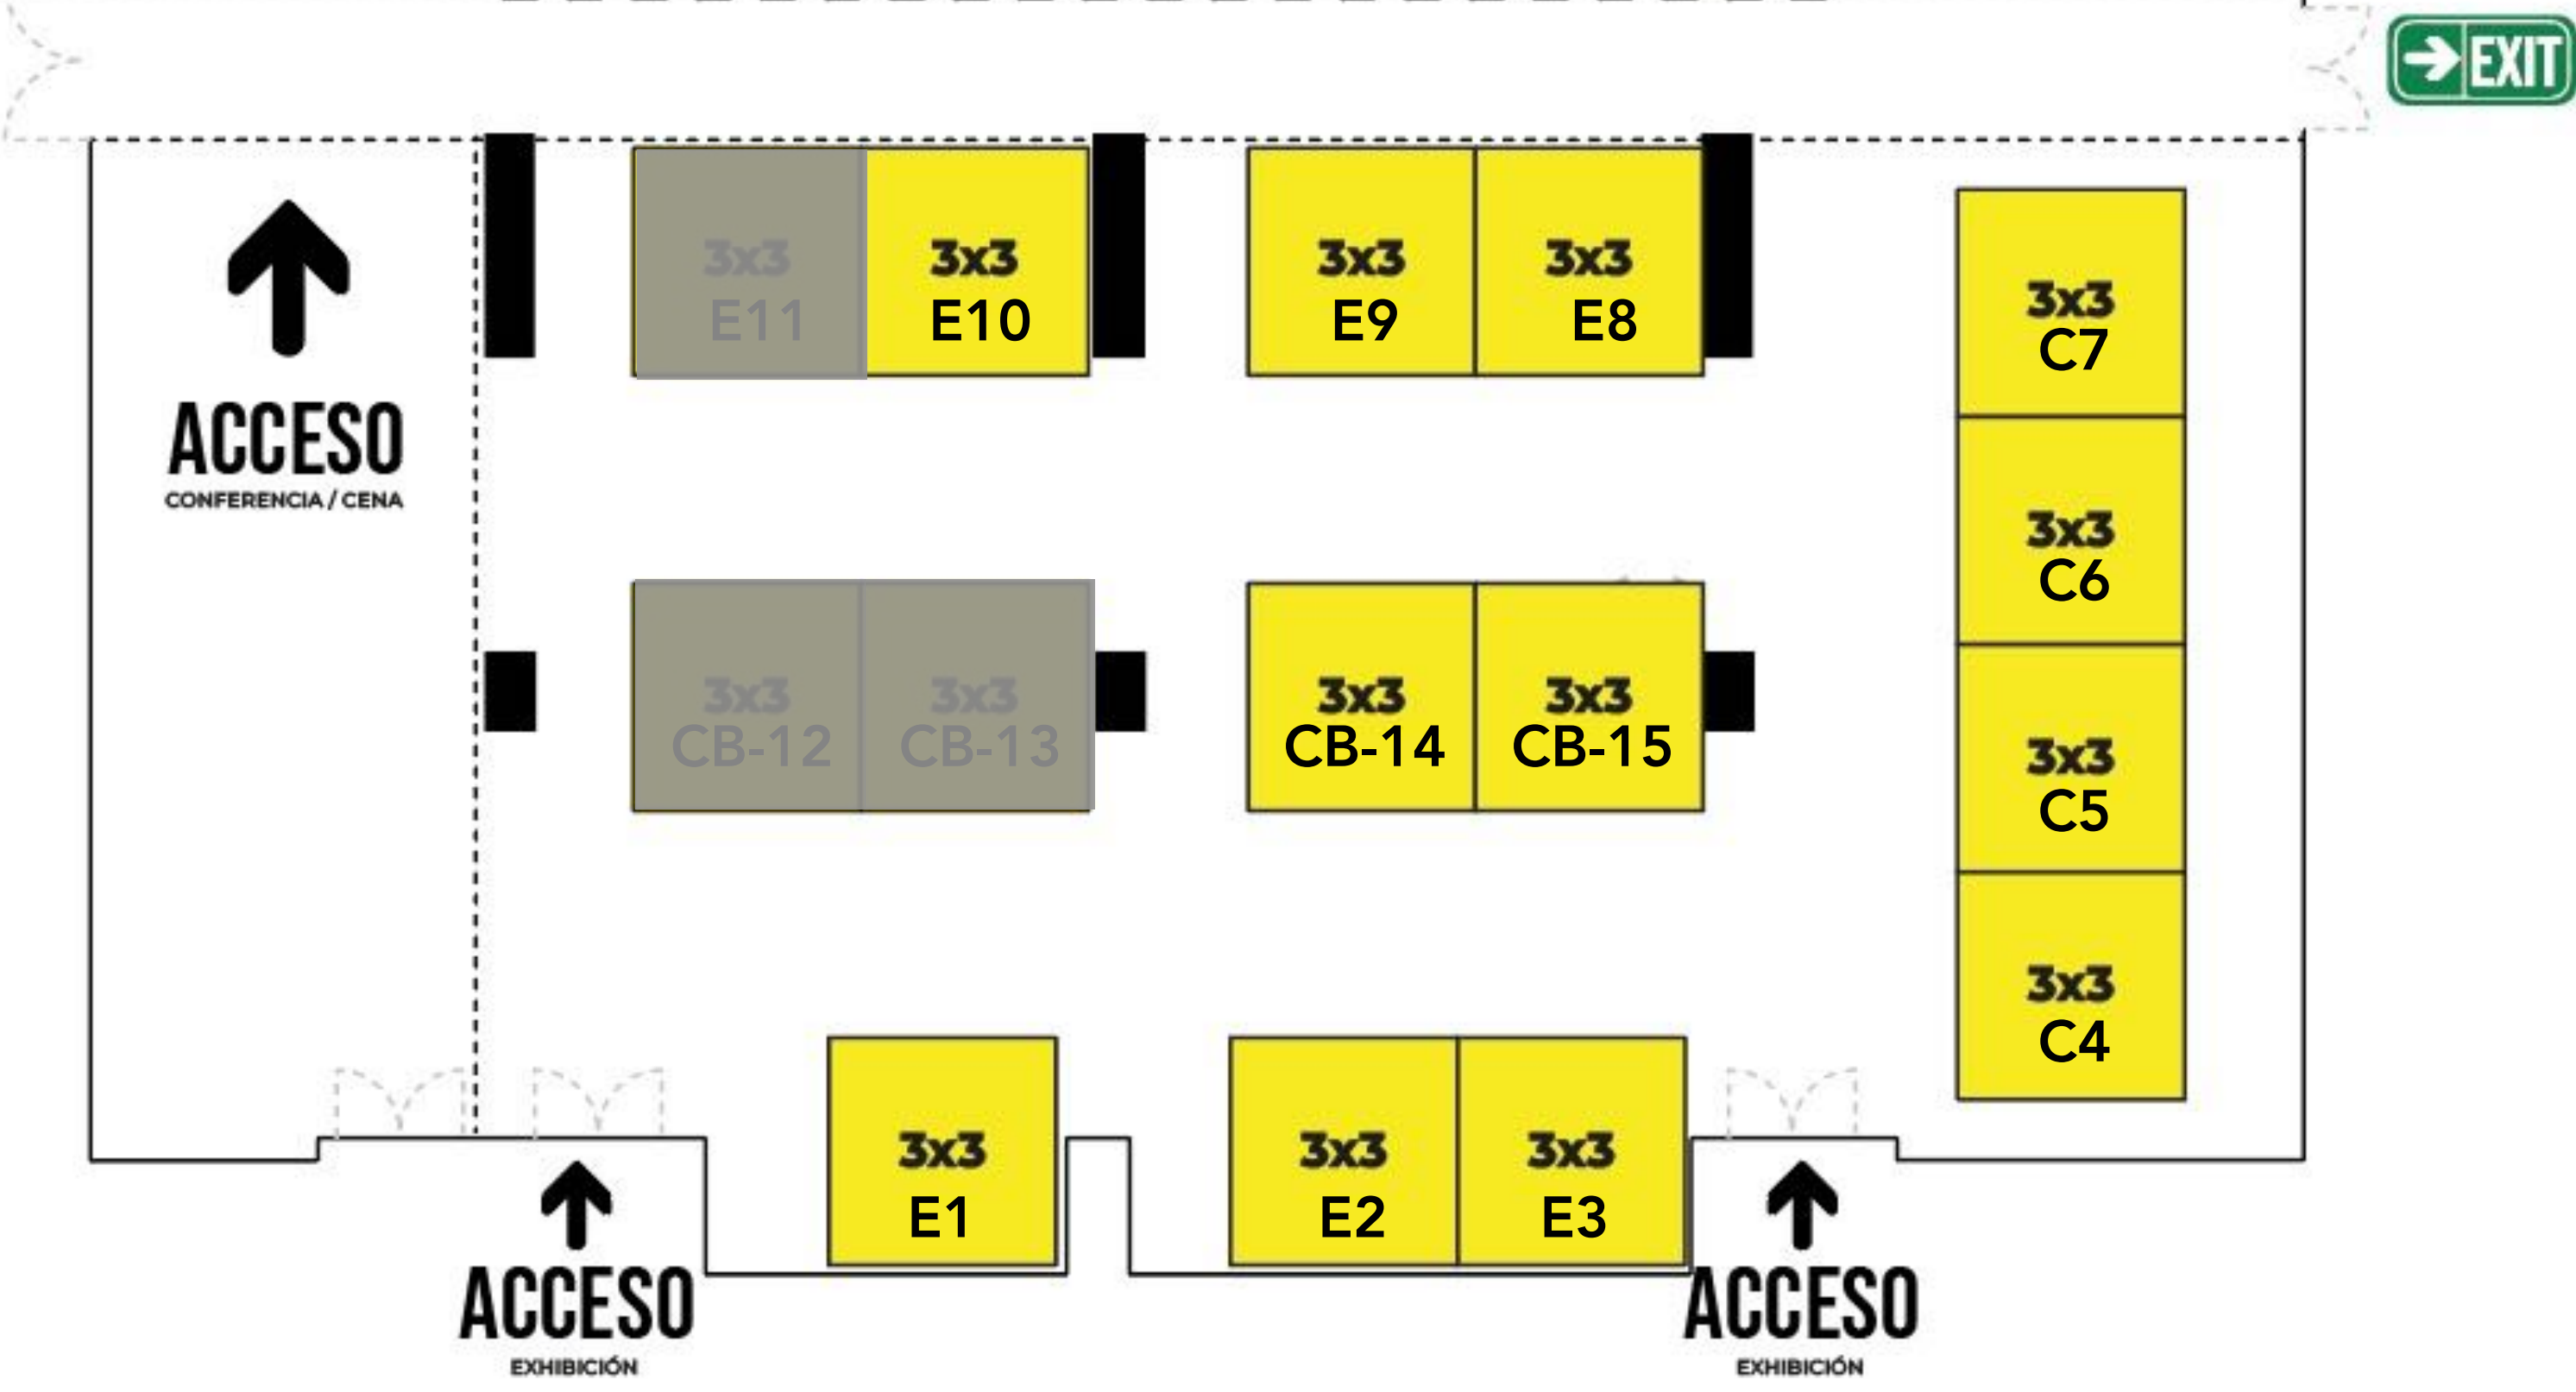 EXIT
3x3
E11
3x3
E10
3x3
E9
3x3
E8
3x3
C7
ACCESO
CONFERENCIA / CENA
3x3
C6
3x3
CB-12
3x3
CB-13
3x3
CB-14
3x3
CB-15
3x3
C5
3x3
C4
3x3
E1
3x3
E2
3x3
E3
ACCESO
EXHIBICIÓN
ACCESO
EXHIBICIÓN